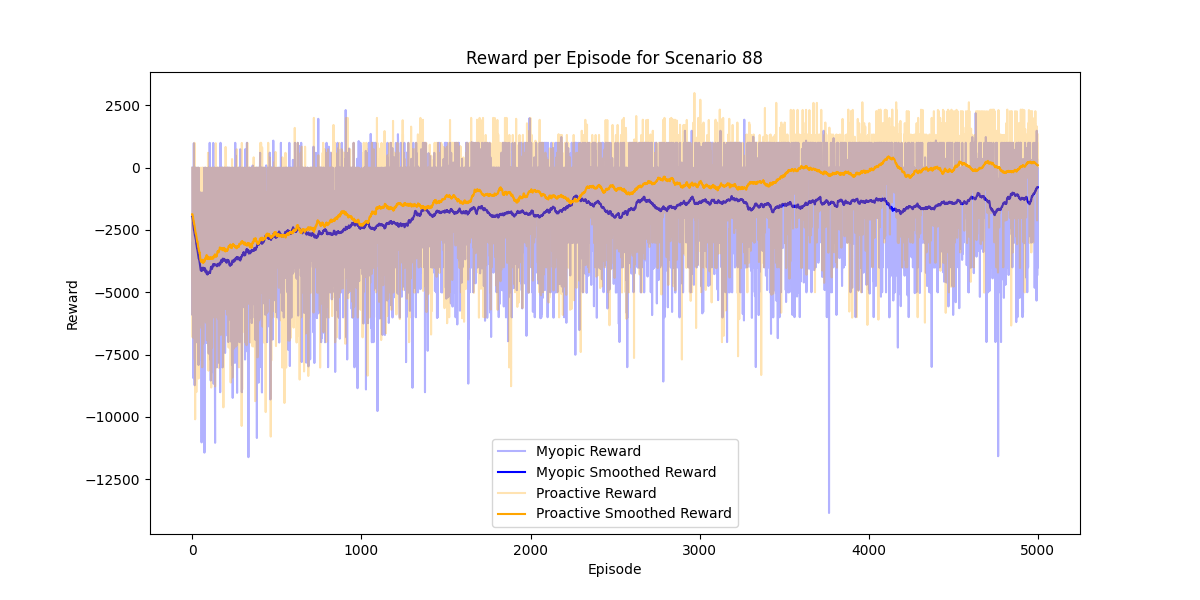 Reward per Episode for Scenario 88
Reward
2500
0
−2500
−5000
−7500
−10000
−12500
Myopic Reward
Myopic Smoothed Reward
Proactive Reward
Proactive Smoothed Reward
0 1000 2000 3000 4000 5000
Episode